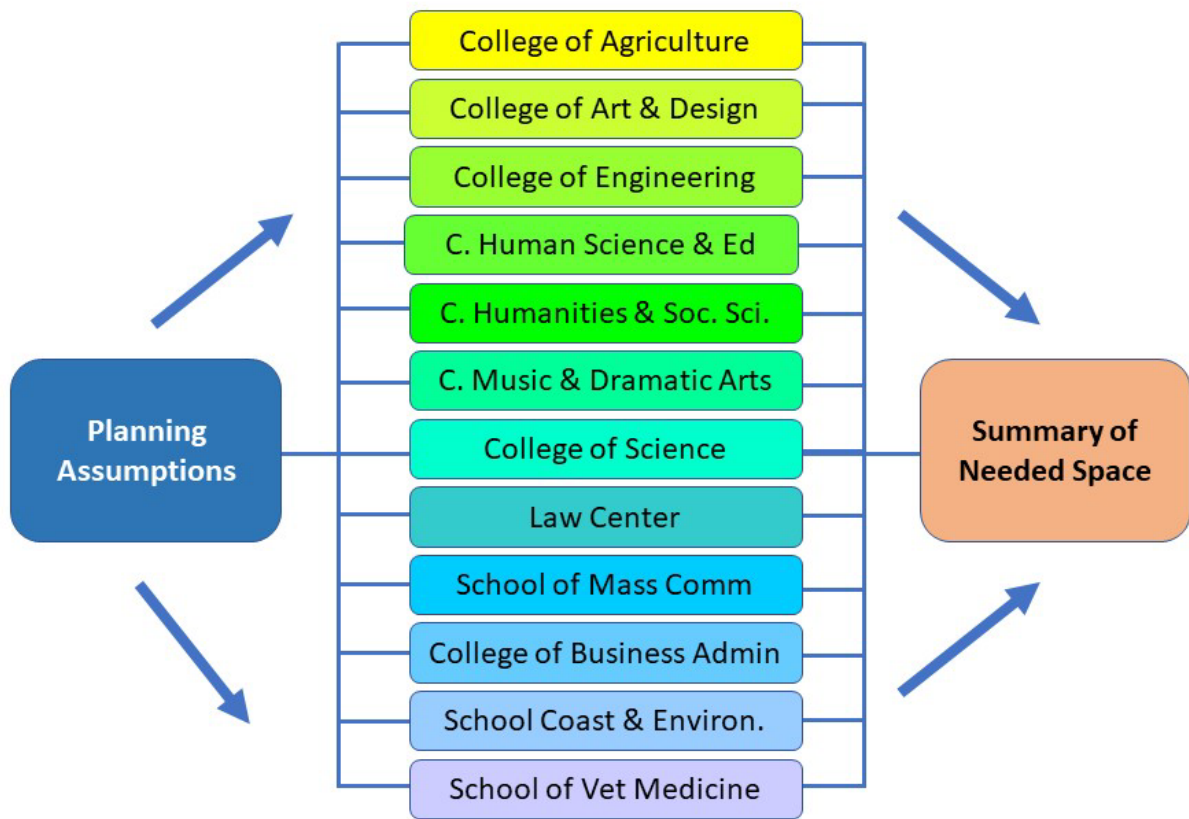 College of Agriculture
College of Art & Design
College of Engineering
C. Human Science & Ed
C. Humanities & Soc. Sci.
C. Music & Dramatic Arts
Planning
Assumptions
College of Science
Summary of
Needed Space
Law Center
School of Mass Comm
College of Business Admin
School Coast & Environ.
School of Vet Medicine